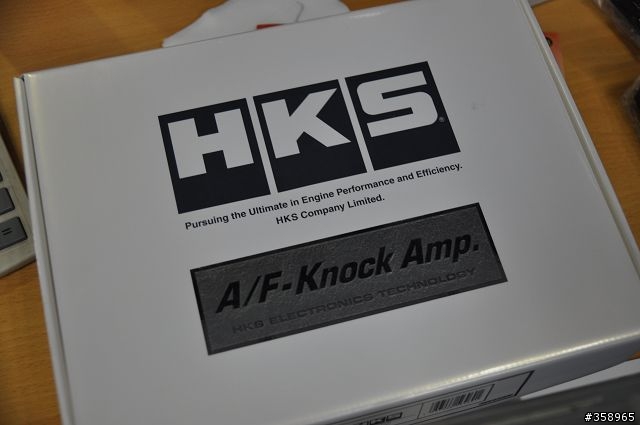 HKS®
Pursuing the Ultimate in Engine Performance and Efficiency.
HKS Company Limited.
A/F-Knock Amp.
HKS ELECTRONICS TECHNOLOGY
=
#358965